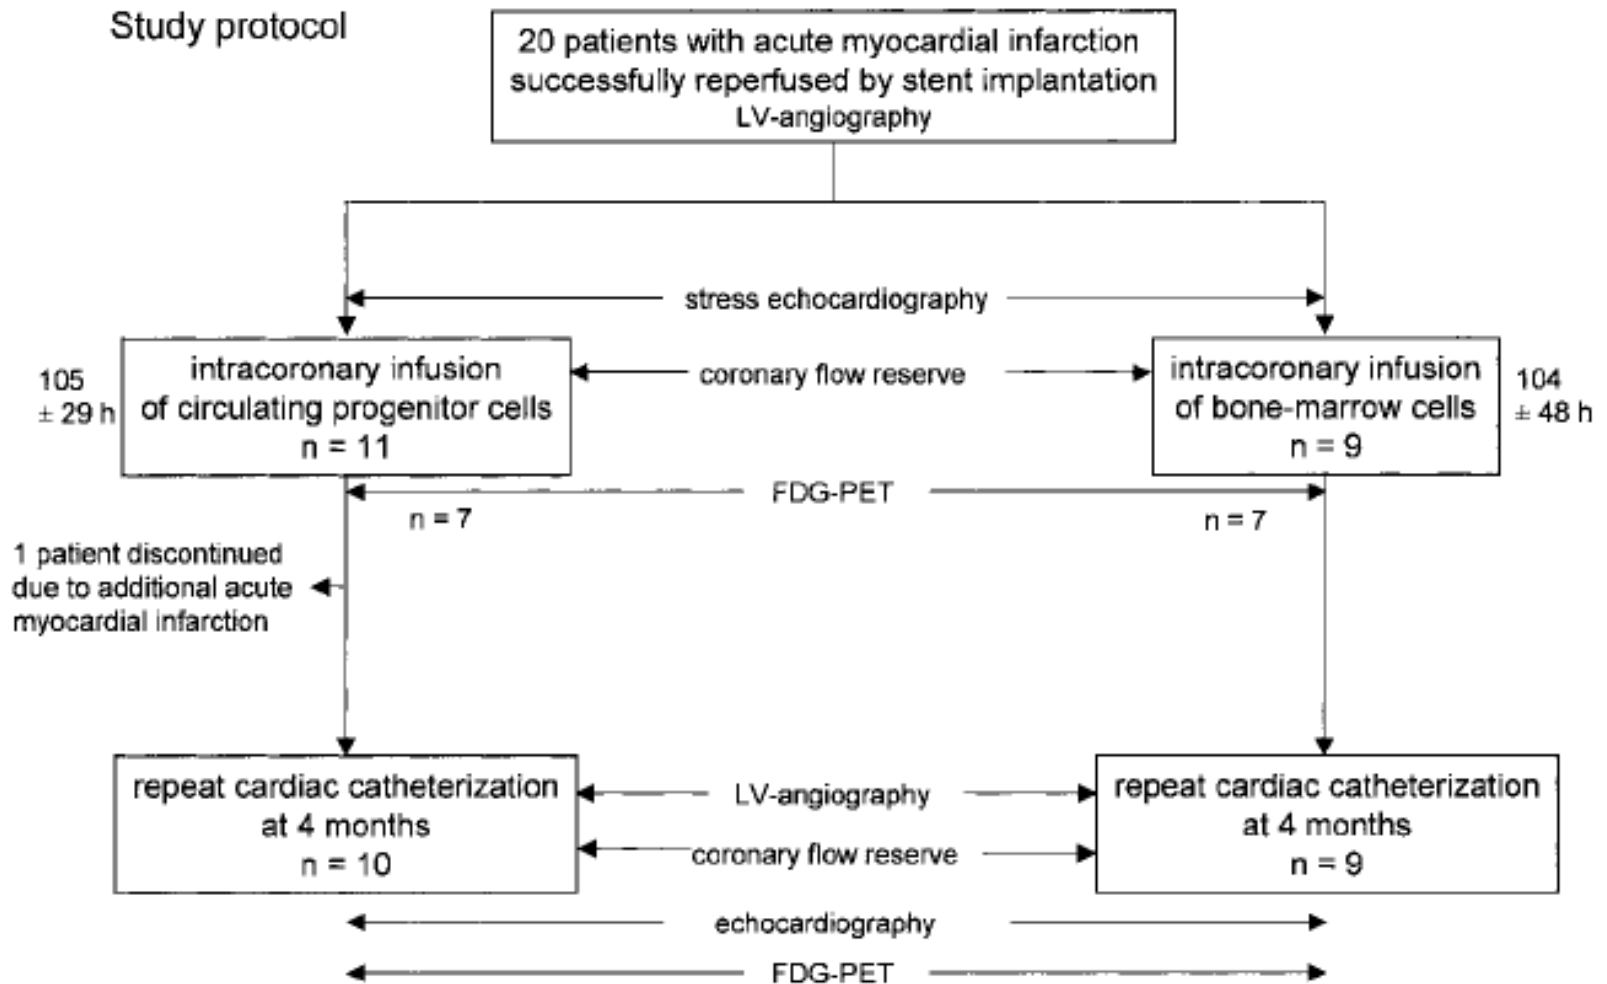 Study protocol
20 patients with acute myocardial infarction
successfully reperfused by stent implantation
LV-angiography
stress echocardiography
105
± 29 h
intracoronary infusion
of circulating progenitor cells
n = 11
coronary flow reserve
intracoronary infusion
of bone-marrow cells
n = 9
104
± 48 h
FDG-PET
n = 7
n = 7
1 patient discontinued
due to additional acute
myocardial infarction
repeat cardiac catheterization
at 4 months
n = 10
LV-angiography
coronary flow reserve
repeat cardiac catheterization
at 4 months
n = 9
echocardiography
FDG-PET